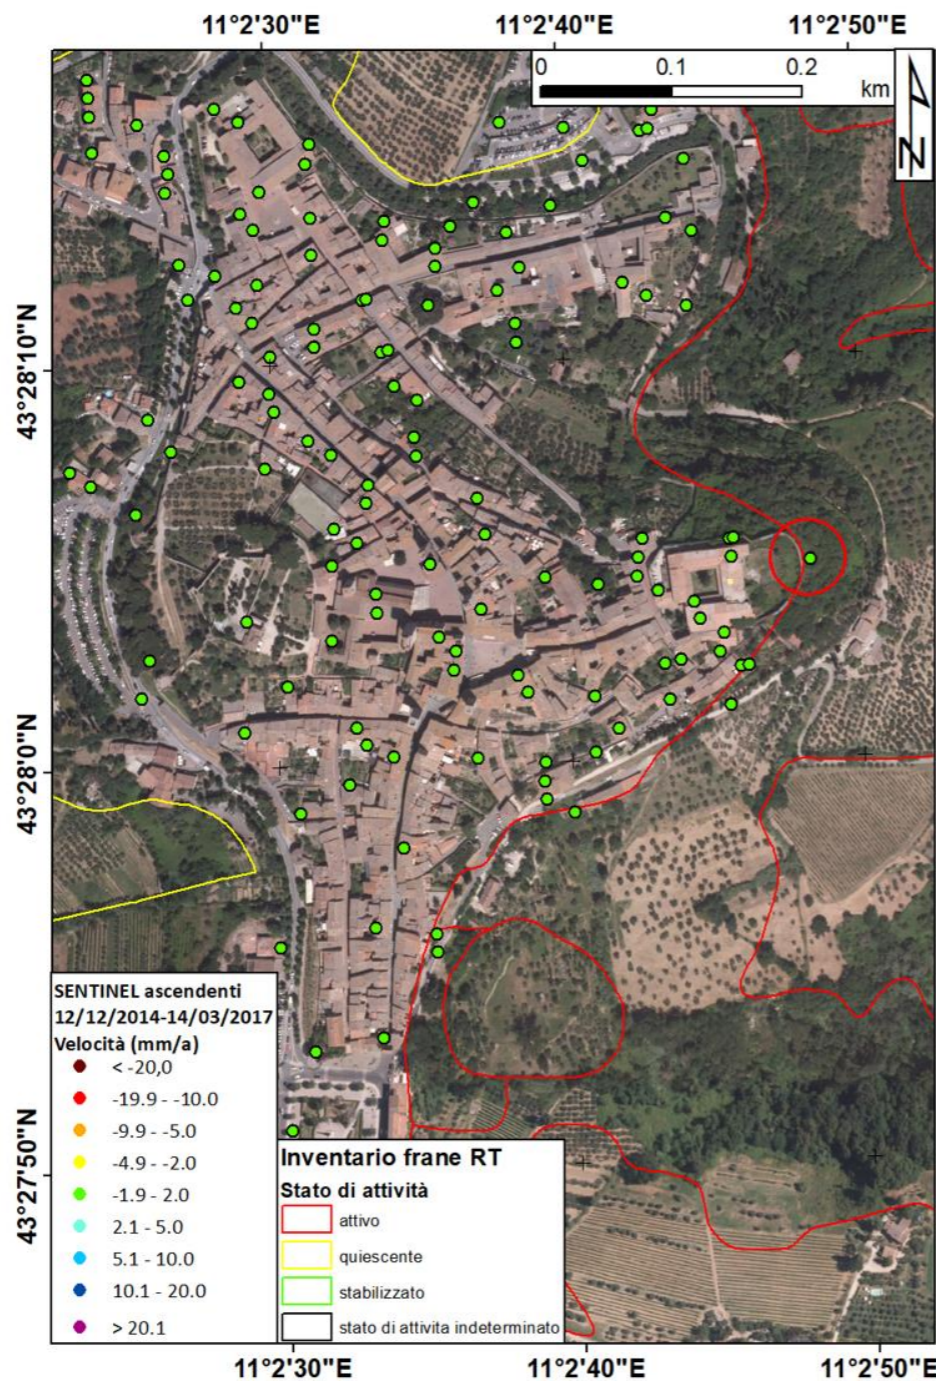 11°2'30"E 11°2'40"E 11°2'50"E
0 0.1 0.2
km
N
43°28'10"N
43°28'0"N
43°27'50"N
SENTINEL ascendenti
12/12/2014-14/03/2017
Velocità (mm/a)
< -20,0
-19.9 - -10.0
-9.9 - -5.0
-4.9 - -2.0
-1.9 - 2.0
2.1 - 5.0
5.1 - 10.0
10.1 - 20.0
> 20.1
Inventario frane RT
Stato di attività
attivo
quiescente
stabilizzato
stato di attivita indeterminato
11°2'30"E 11°2'40"E 11°2'50"E